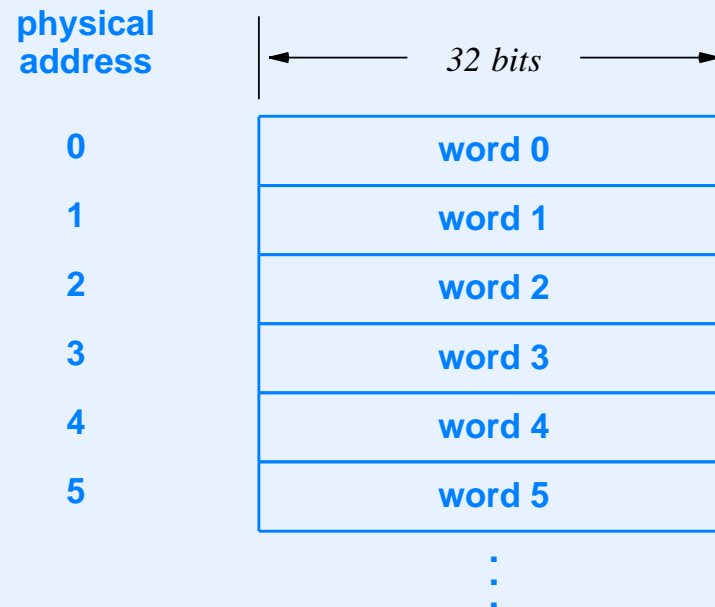 physical
address
32 bits
0 word 0
1 word 1
2 word 2
3 word 3
4 word 4
5 word 5
.
.
.